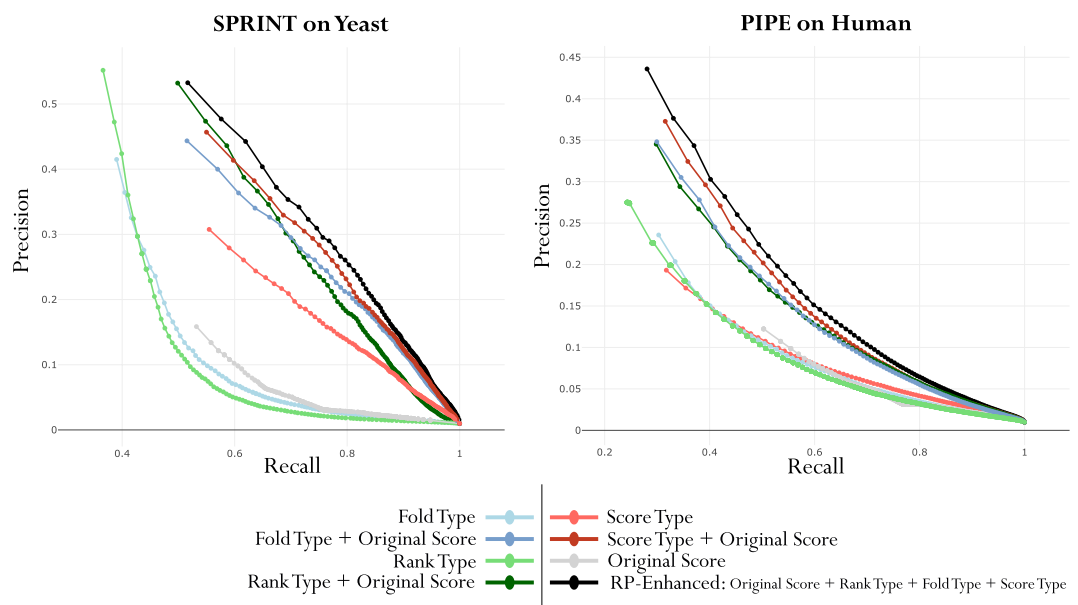 SPRINT on Yeast
PIPE on Human
Precision
0.5
0.4
0.3
0.2
0.1
0
0.4
0.6
0.8
1
Recall
Precision
0.45
0.4
0.35
0.3
0.25
0.2
0.15
0.1
0.05
0
0.2
0.4
0.6
0.8
1
Recall
Fold Type
Fold Type + Original Score
Rank Type
Rank Type + Original Score
Score Type
Score Type + Original Score
Original Score
RP-Enhanced: Original Score + Rank Type + Fold Type + Score Type